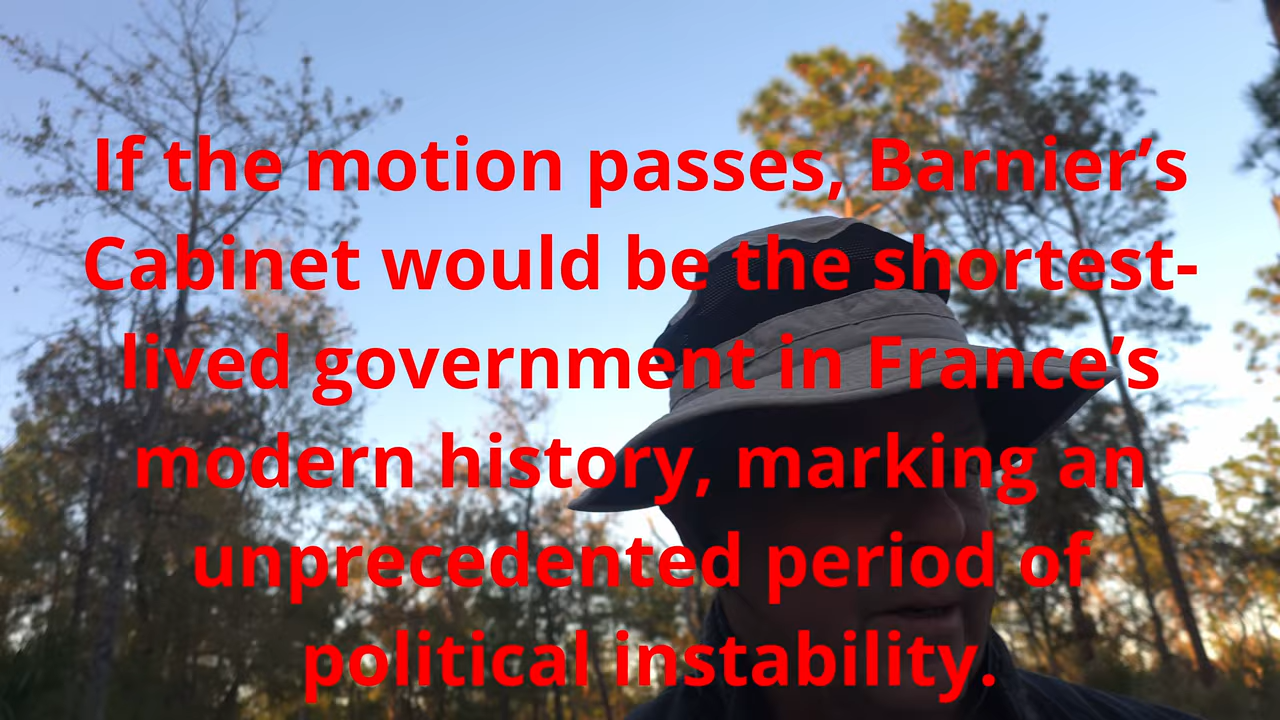 If the motion passes, Barnier’s
Cabinet would be the shortest-
lived government in France’s
modern history, marking an
unprecedented period of
political instability.